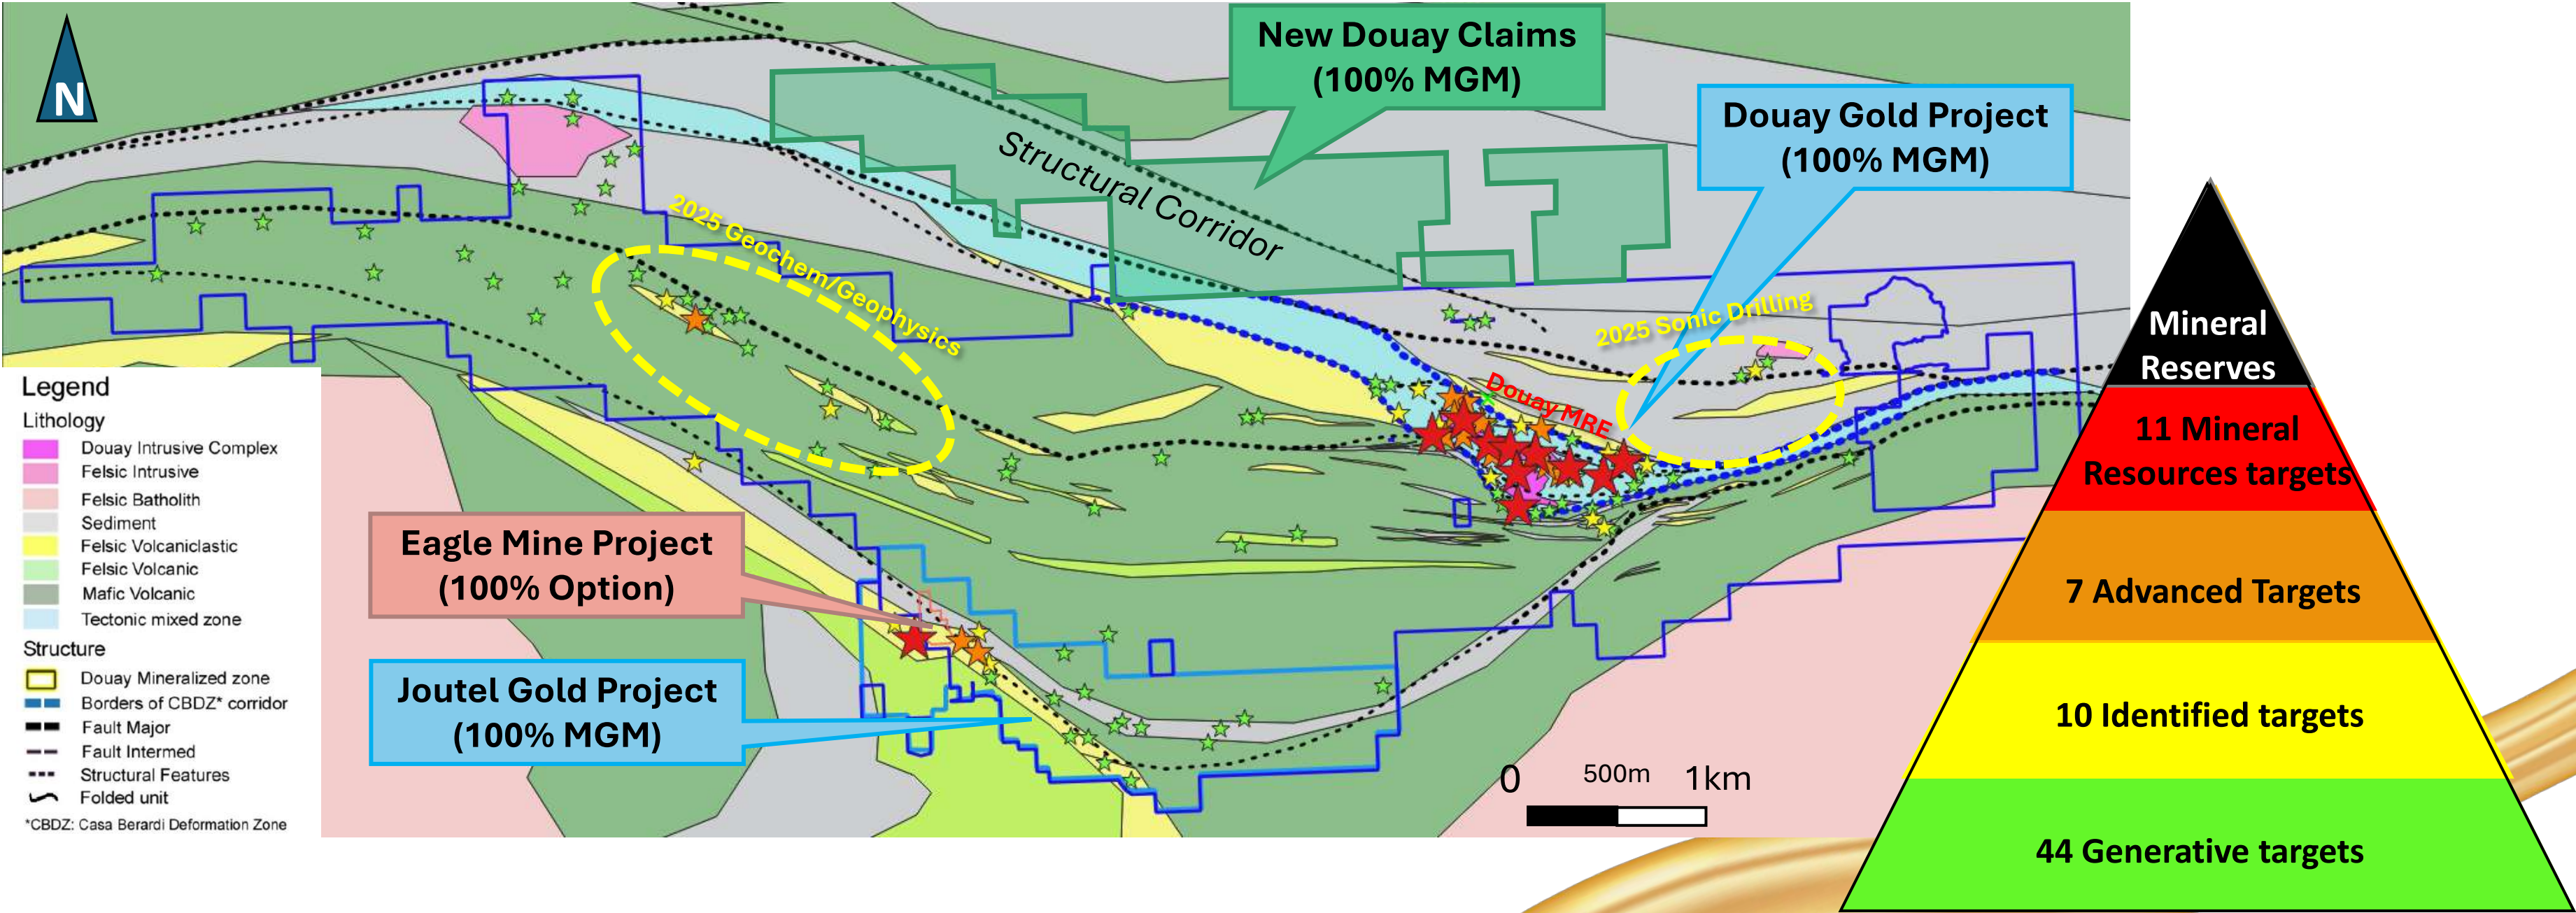 N
New Douay Claims
(100% MGM)
Douay Gold Project
(100% MGM)
Structural Corridor
2025 Geochem/Geophysics
2025 Sonic Drilling
Douay MRE
Eagle Mine Project
(100% Option)
Joutel Gold Project
(100% MGM)
Legend
Lithology
Douay Intrusive Complex
Felsic Intrusive
Felsic Batholith
Sediment
Felsic Volcaniclastic
Felsic Volcanic
Mafic Volcanic
Tectonic mixed zone
Structure
Douay Mineralized zone
Borders of CBDZ* corridor
Fault Major
Fault Intermed
Structural Features
Folded unit
*CBDZ: Casa Berardi Deformation Zone
0 500m 1km
Mineral
Reserves
11 Mineral
Resources targets
7 Advanced Targets
10 Identified targets
44 Generative targets